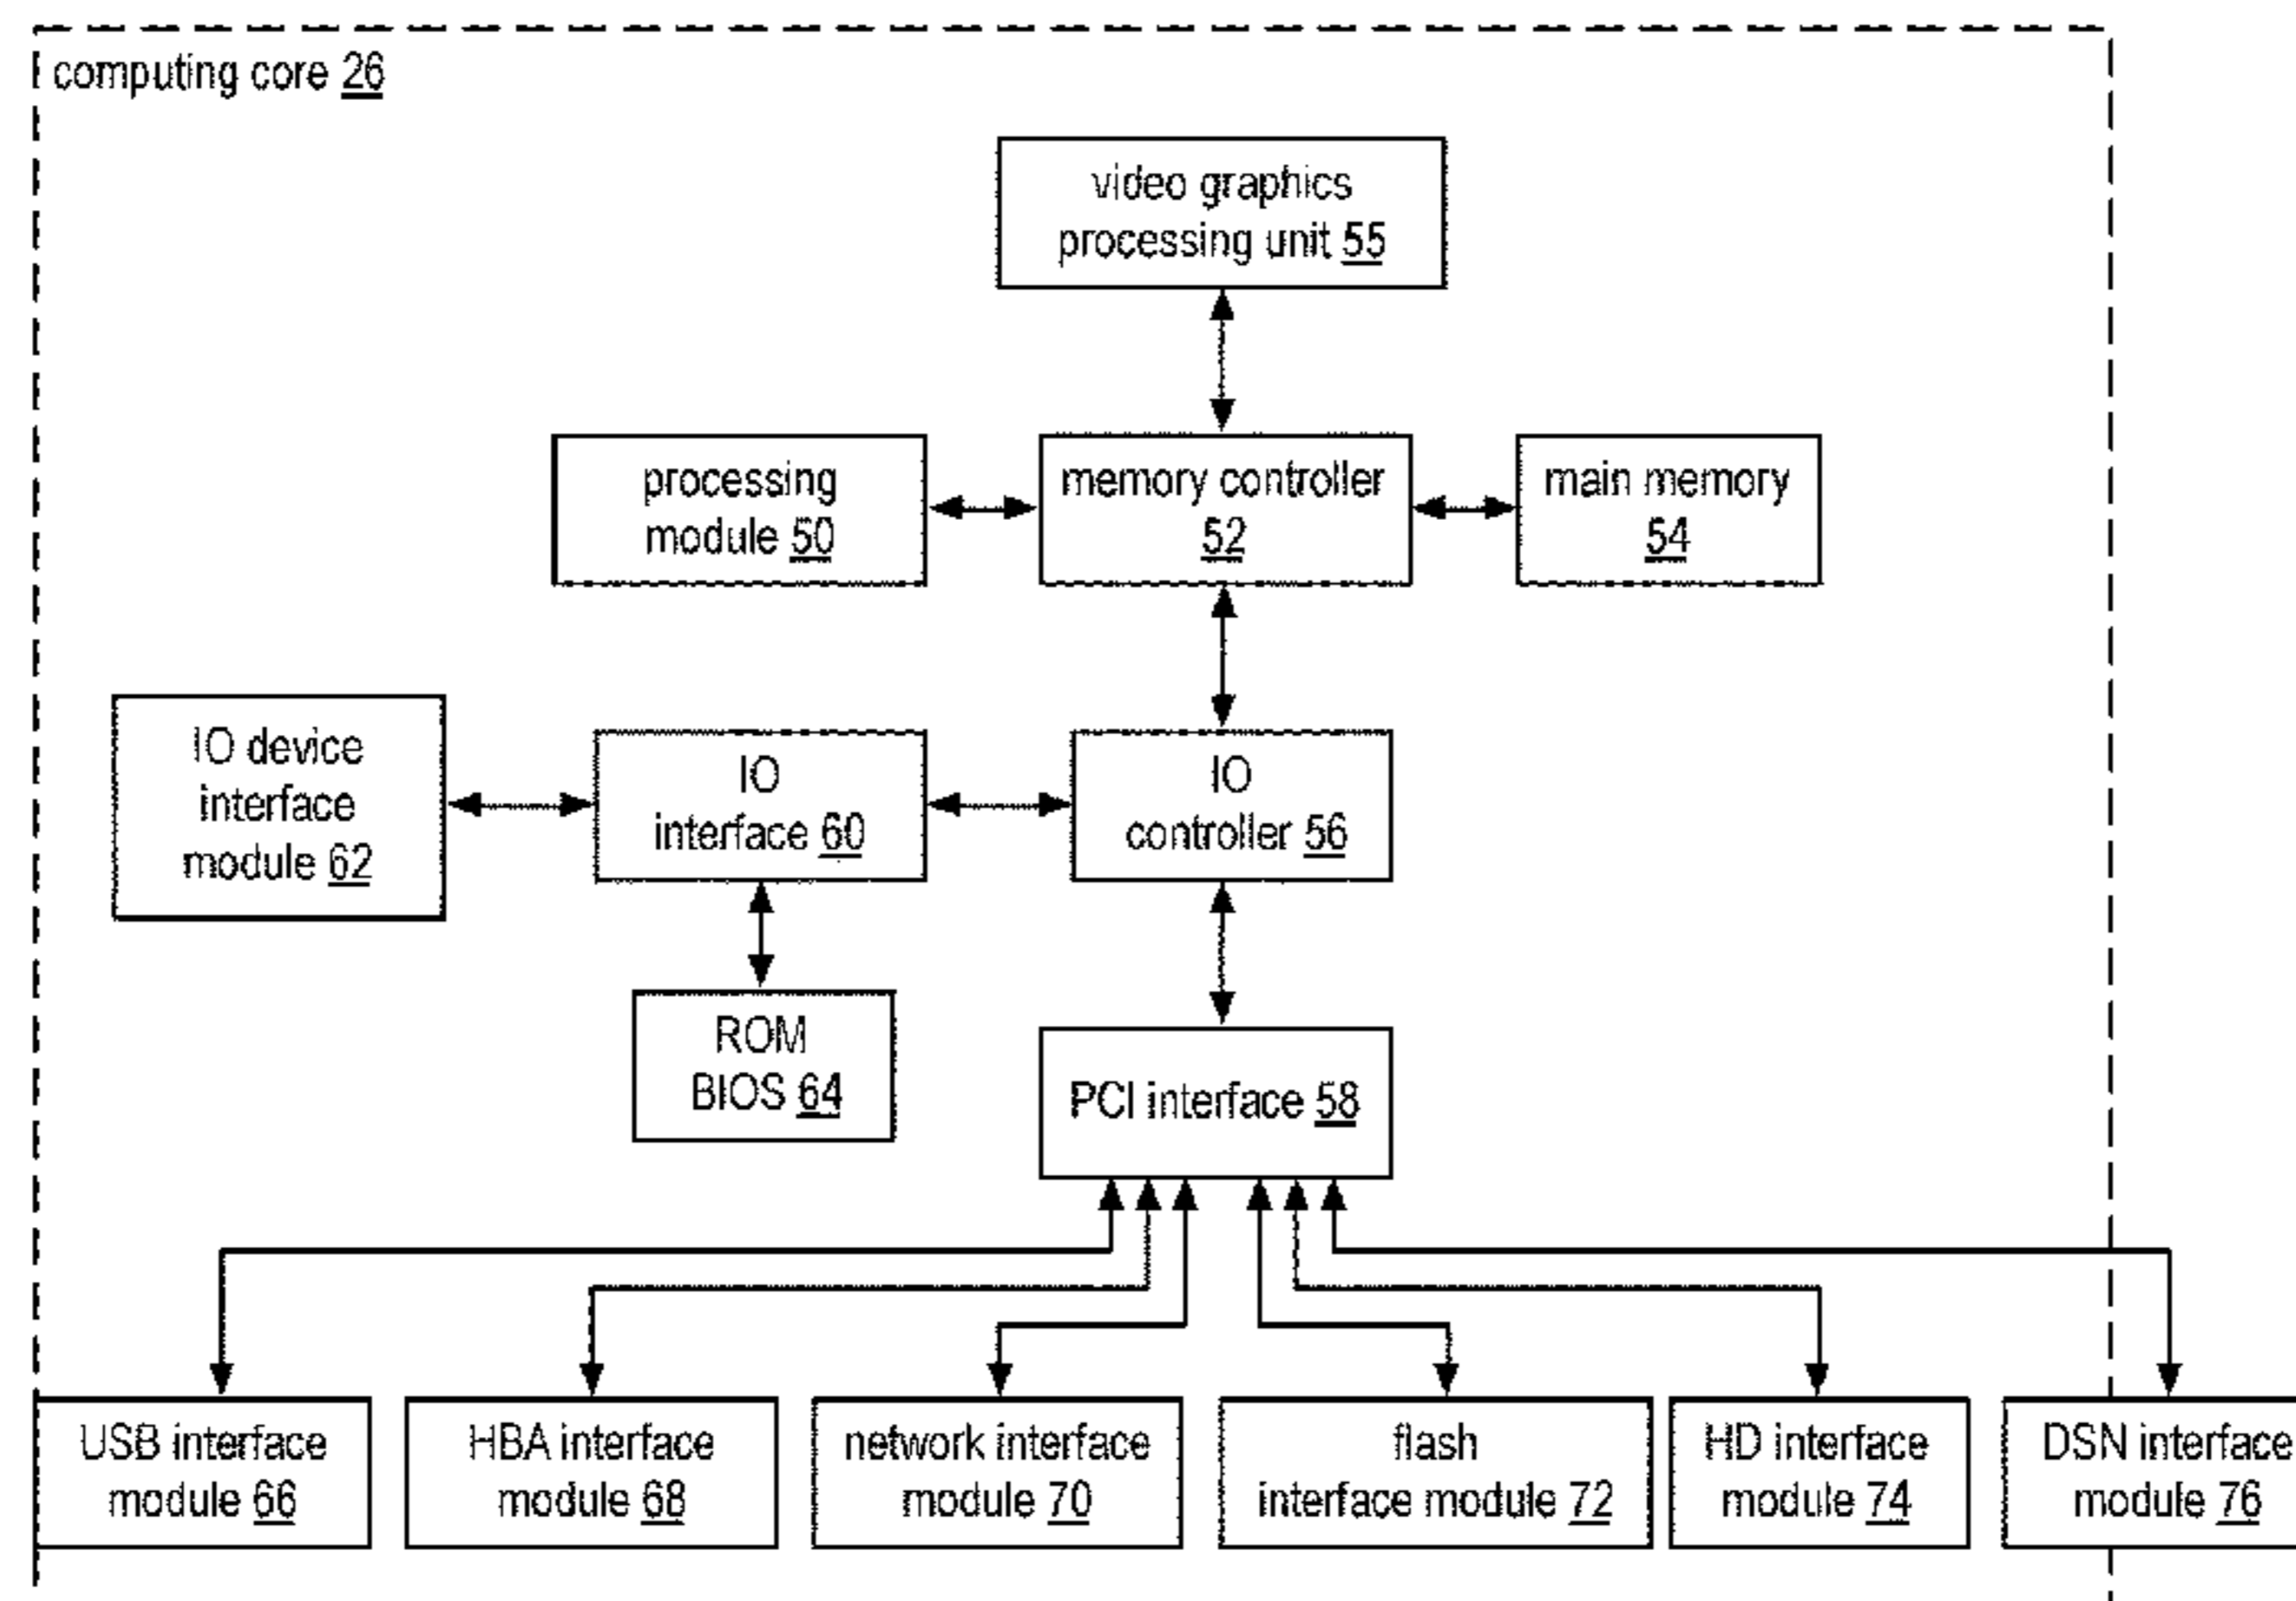 computing core 26
video graphics
processing unit 55
processing
module 50
memory controller
52
main memory
54
IO device
interface
module 62
IO
interface 60
IO
controller 56
ROM
BIOS 64
PCI interface 58
USB interface
module 66
HBA interface
module 68
network interface
module 70
flash
interface module 72
HD interface
module 74
DSN interface
module 76